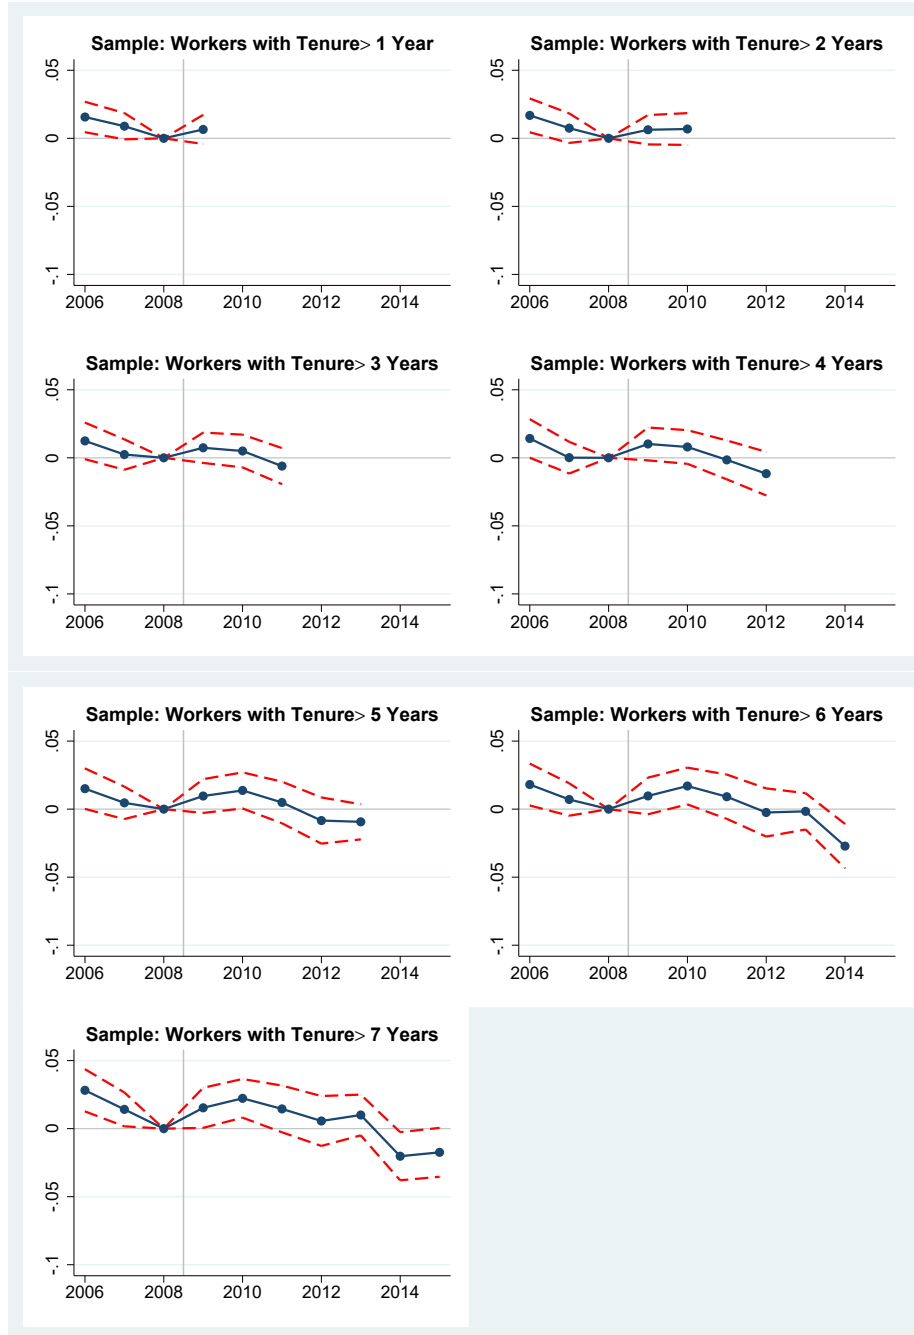 Sample: Workers with Tenure> 1 Year
.05
0
-.05
-.1
2006 2008 2010 2012 2014
Sample: Workers with Tenure> 2 Years
.05
0
-.05
-.1
2006 2008 2010 2012 2014
Sample: Workers with Tenure> 3 Years
.05
0
-.05
-.1
2006 2008 2010 2012 2014
Sample: Workers with Tenure> 4 Years
.05
0
-.05
-.1
2006 2008 2010 2012 2014
Sample: Workers with Tenure> 5 Years
.05
0
-.05
-.1
2006 2008 2010 2012 2014
Sample: Workers with Tenure> 6 Years
.05
0
-.05
-.1
2006 2008 2010 2012 2014
Sample: Workers with Tenure> 7 Years
.05
0
-.05
-.1
2006 2008 2010 2012 2014